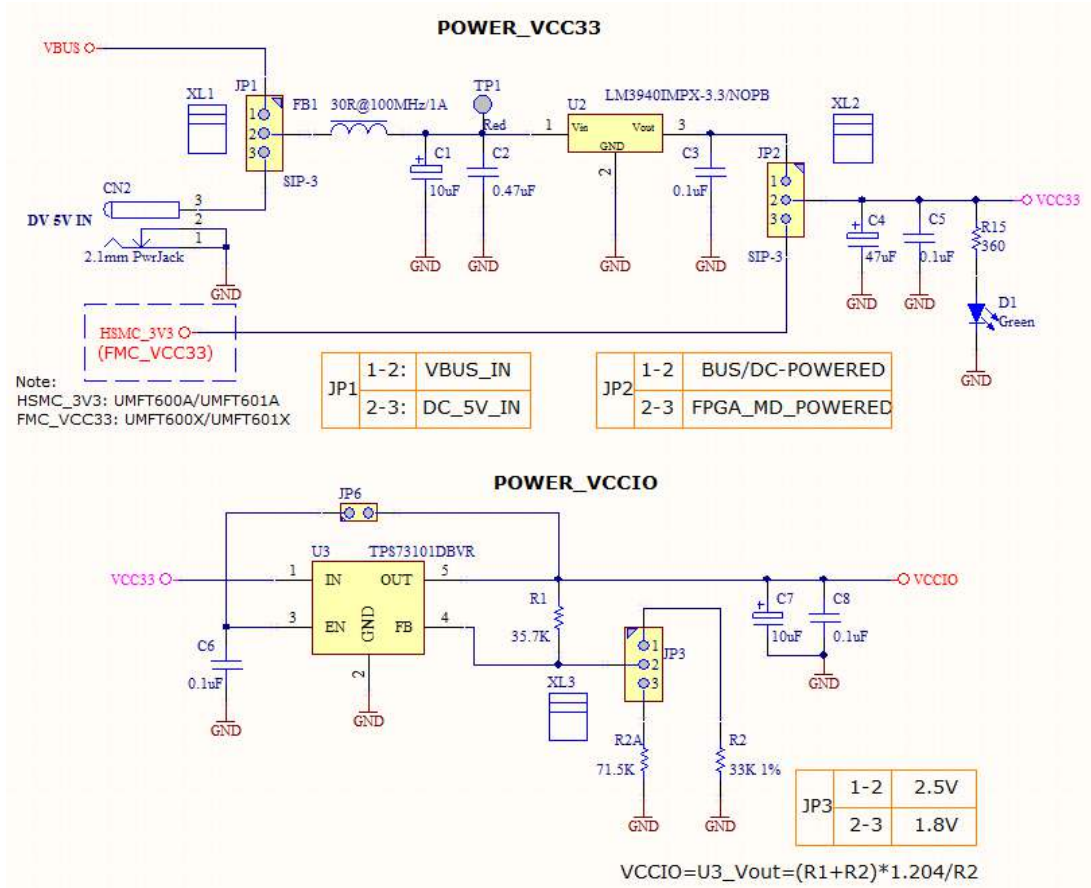 POWER_VCC33
VBUS
JP1
XL1
FB1 30R@100MHz/1A
TP1
Red
U2 LM3940IMPX-3.3/NOPB
1 Vin Vout 3
GND
2
XL2
1
2
3
SIP-3
C1
10uF
C2
0.47uF
C3
0.1uF
JP2
1
2
3
SIP-3
VCC33
C4
47uF
C5
0.1uF
R15
360
D1
Green
CN2
DV 5V IN
3
2
1
2.1mm PwrJack
GND
GND
GND
GND
GND
GND
GND
GND
HSMC_3V3
(FMC_VCC33)
Note:
HSMC_3V3: UMFT600A/UMFT601A
FMC_VCC33: UMFT600X/UMFT601X
JP1
1-2: VBUS_IN
2-3: DC_5V_IN
JP2
1-2 BUS/DC-POWERED
2-3 FPGA_MD_POWERED
POWER_VCCIO
JP6
U3 TPS73101DBVR
VCC33
1 IN OUT 5
3 EN GND FB 4
2
C6
0.1uF
GND
GND
R1
35.7K
XL3
1
2
3
JP3
C7
10uF
C8
0.1uF
VCCIO
GND
R2A
71.5K
R2
33K 1%
GND
GND
JP3
1-2 2.5V
2-3 1.8V
VCCIO=U3_Vout=(R1+R2)*1.204/R2